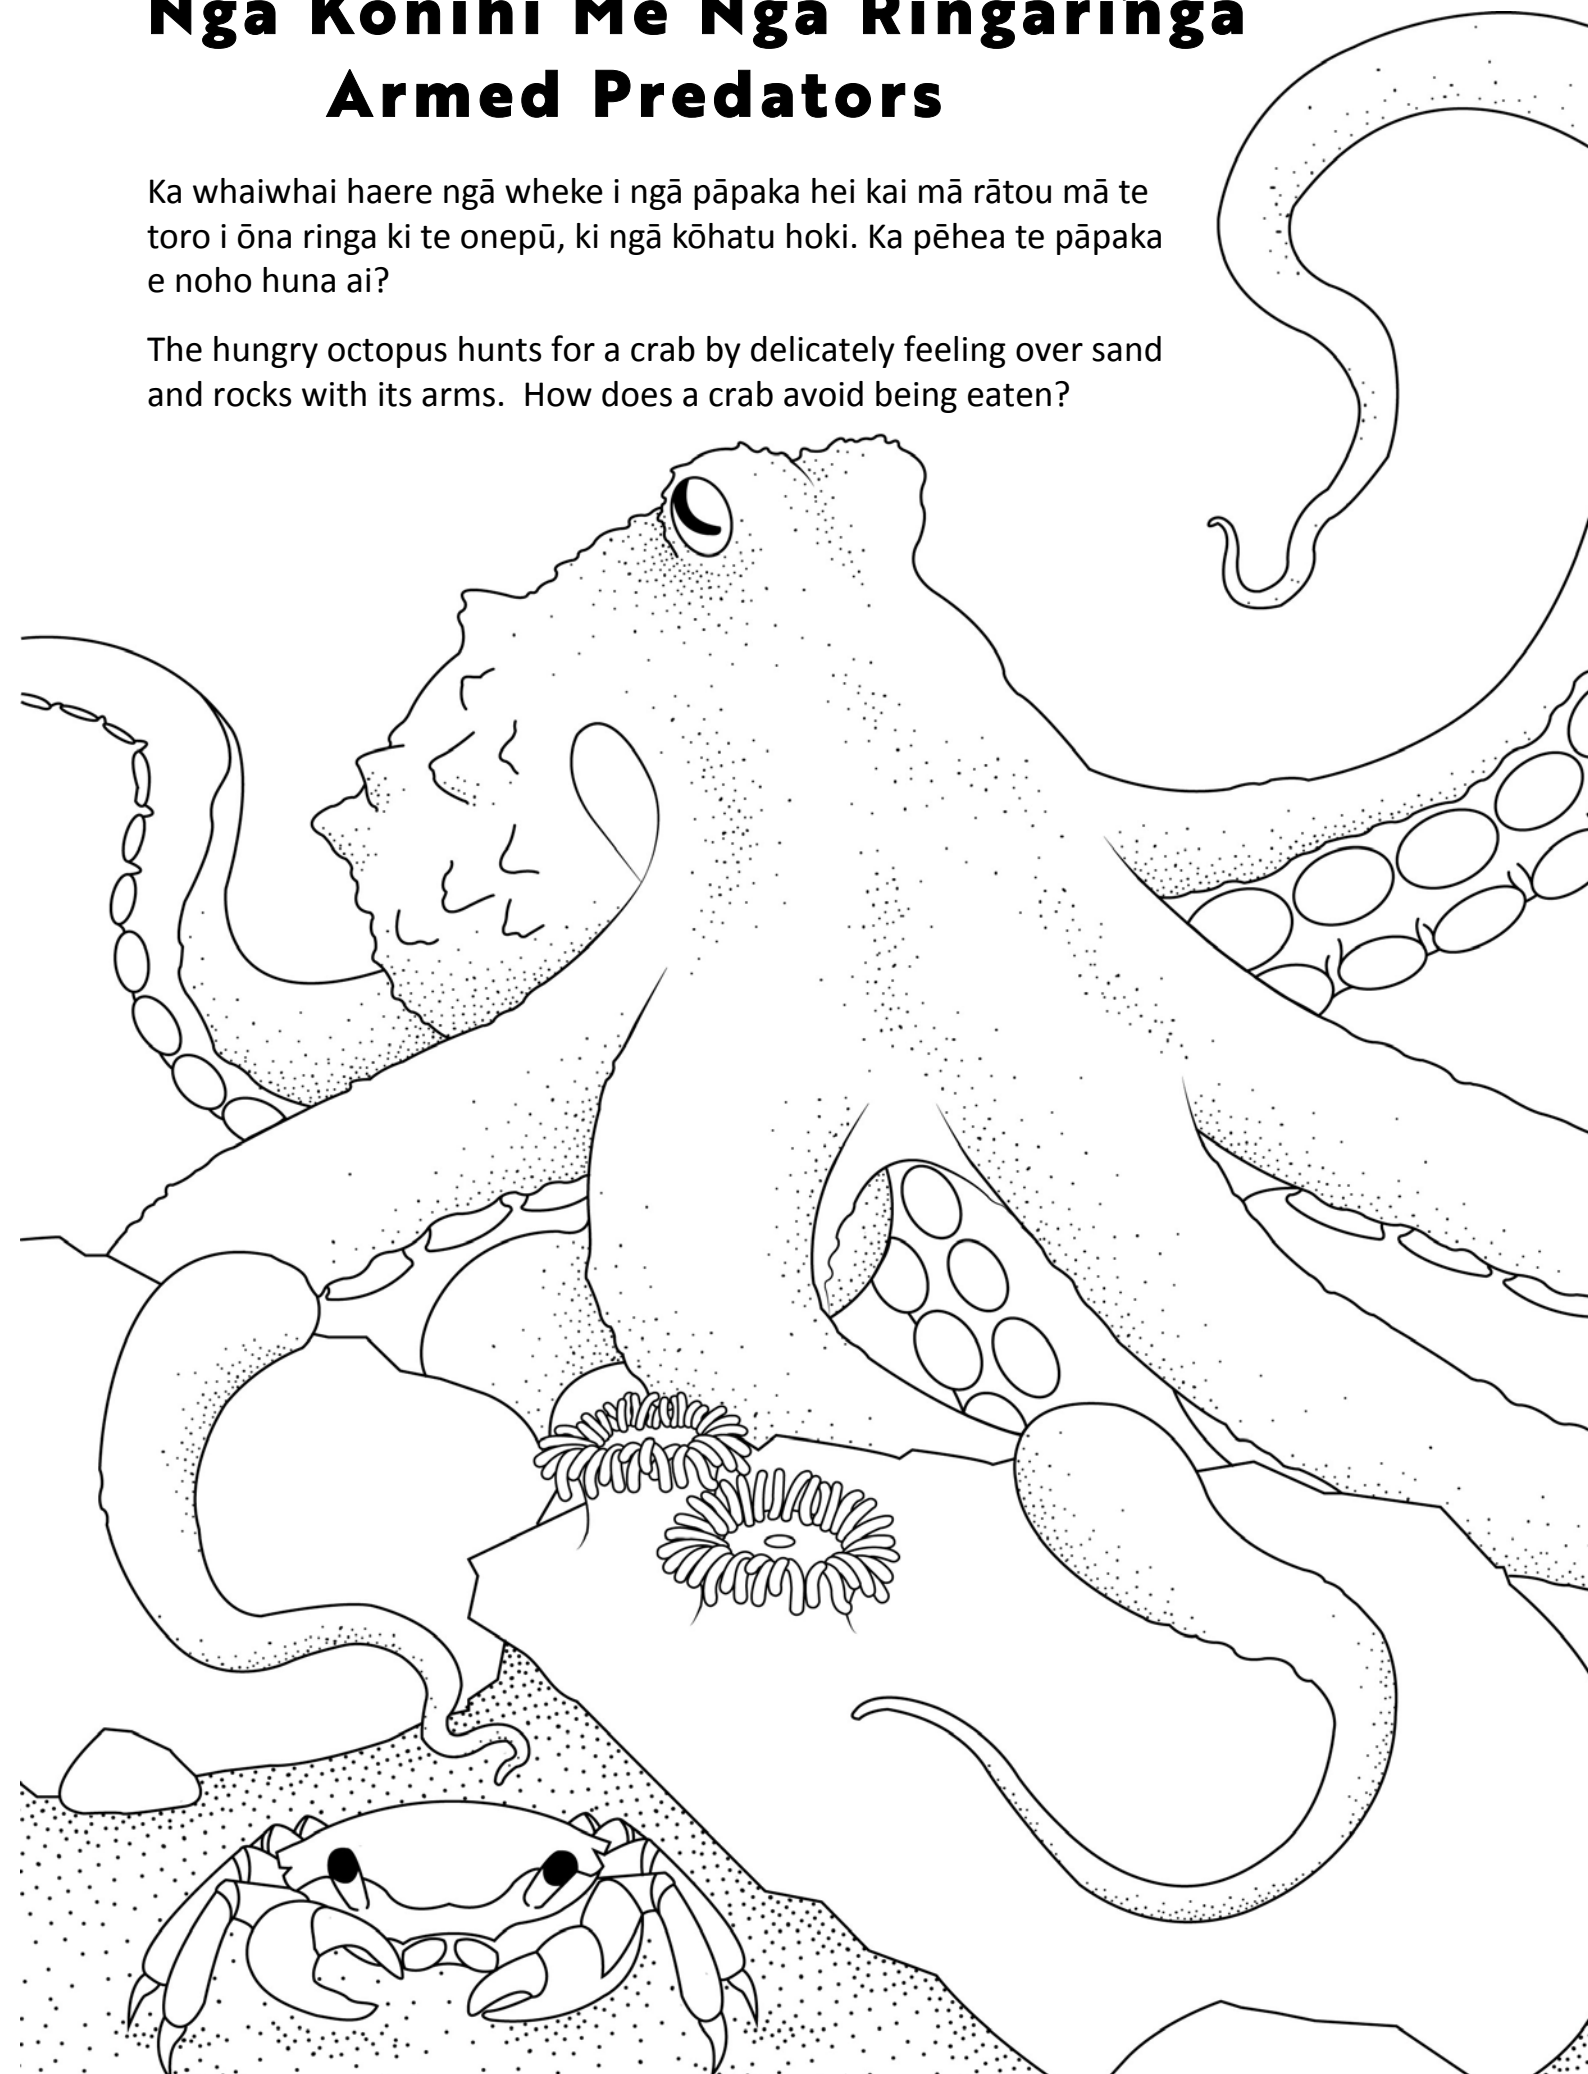 Ngā Konihi Me Ngā Ringaringa
Armed Predators
Ka whaiwhai haere ngā wheke i ngā pāpaka hei kai mā rātou mā te
toro i ōna ringa ki te onepū, ki ngā kōhatu hoki. Ka pēhea te pāpaka
e noho huna ai?
The hungry octopus hunts for a crab by delicately feeling over sand
and rocks with its arms.  How does a crab avoid being eaten?